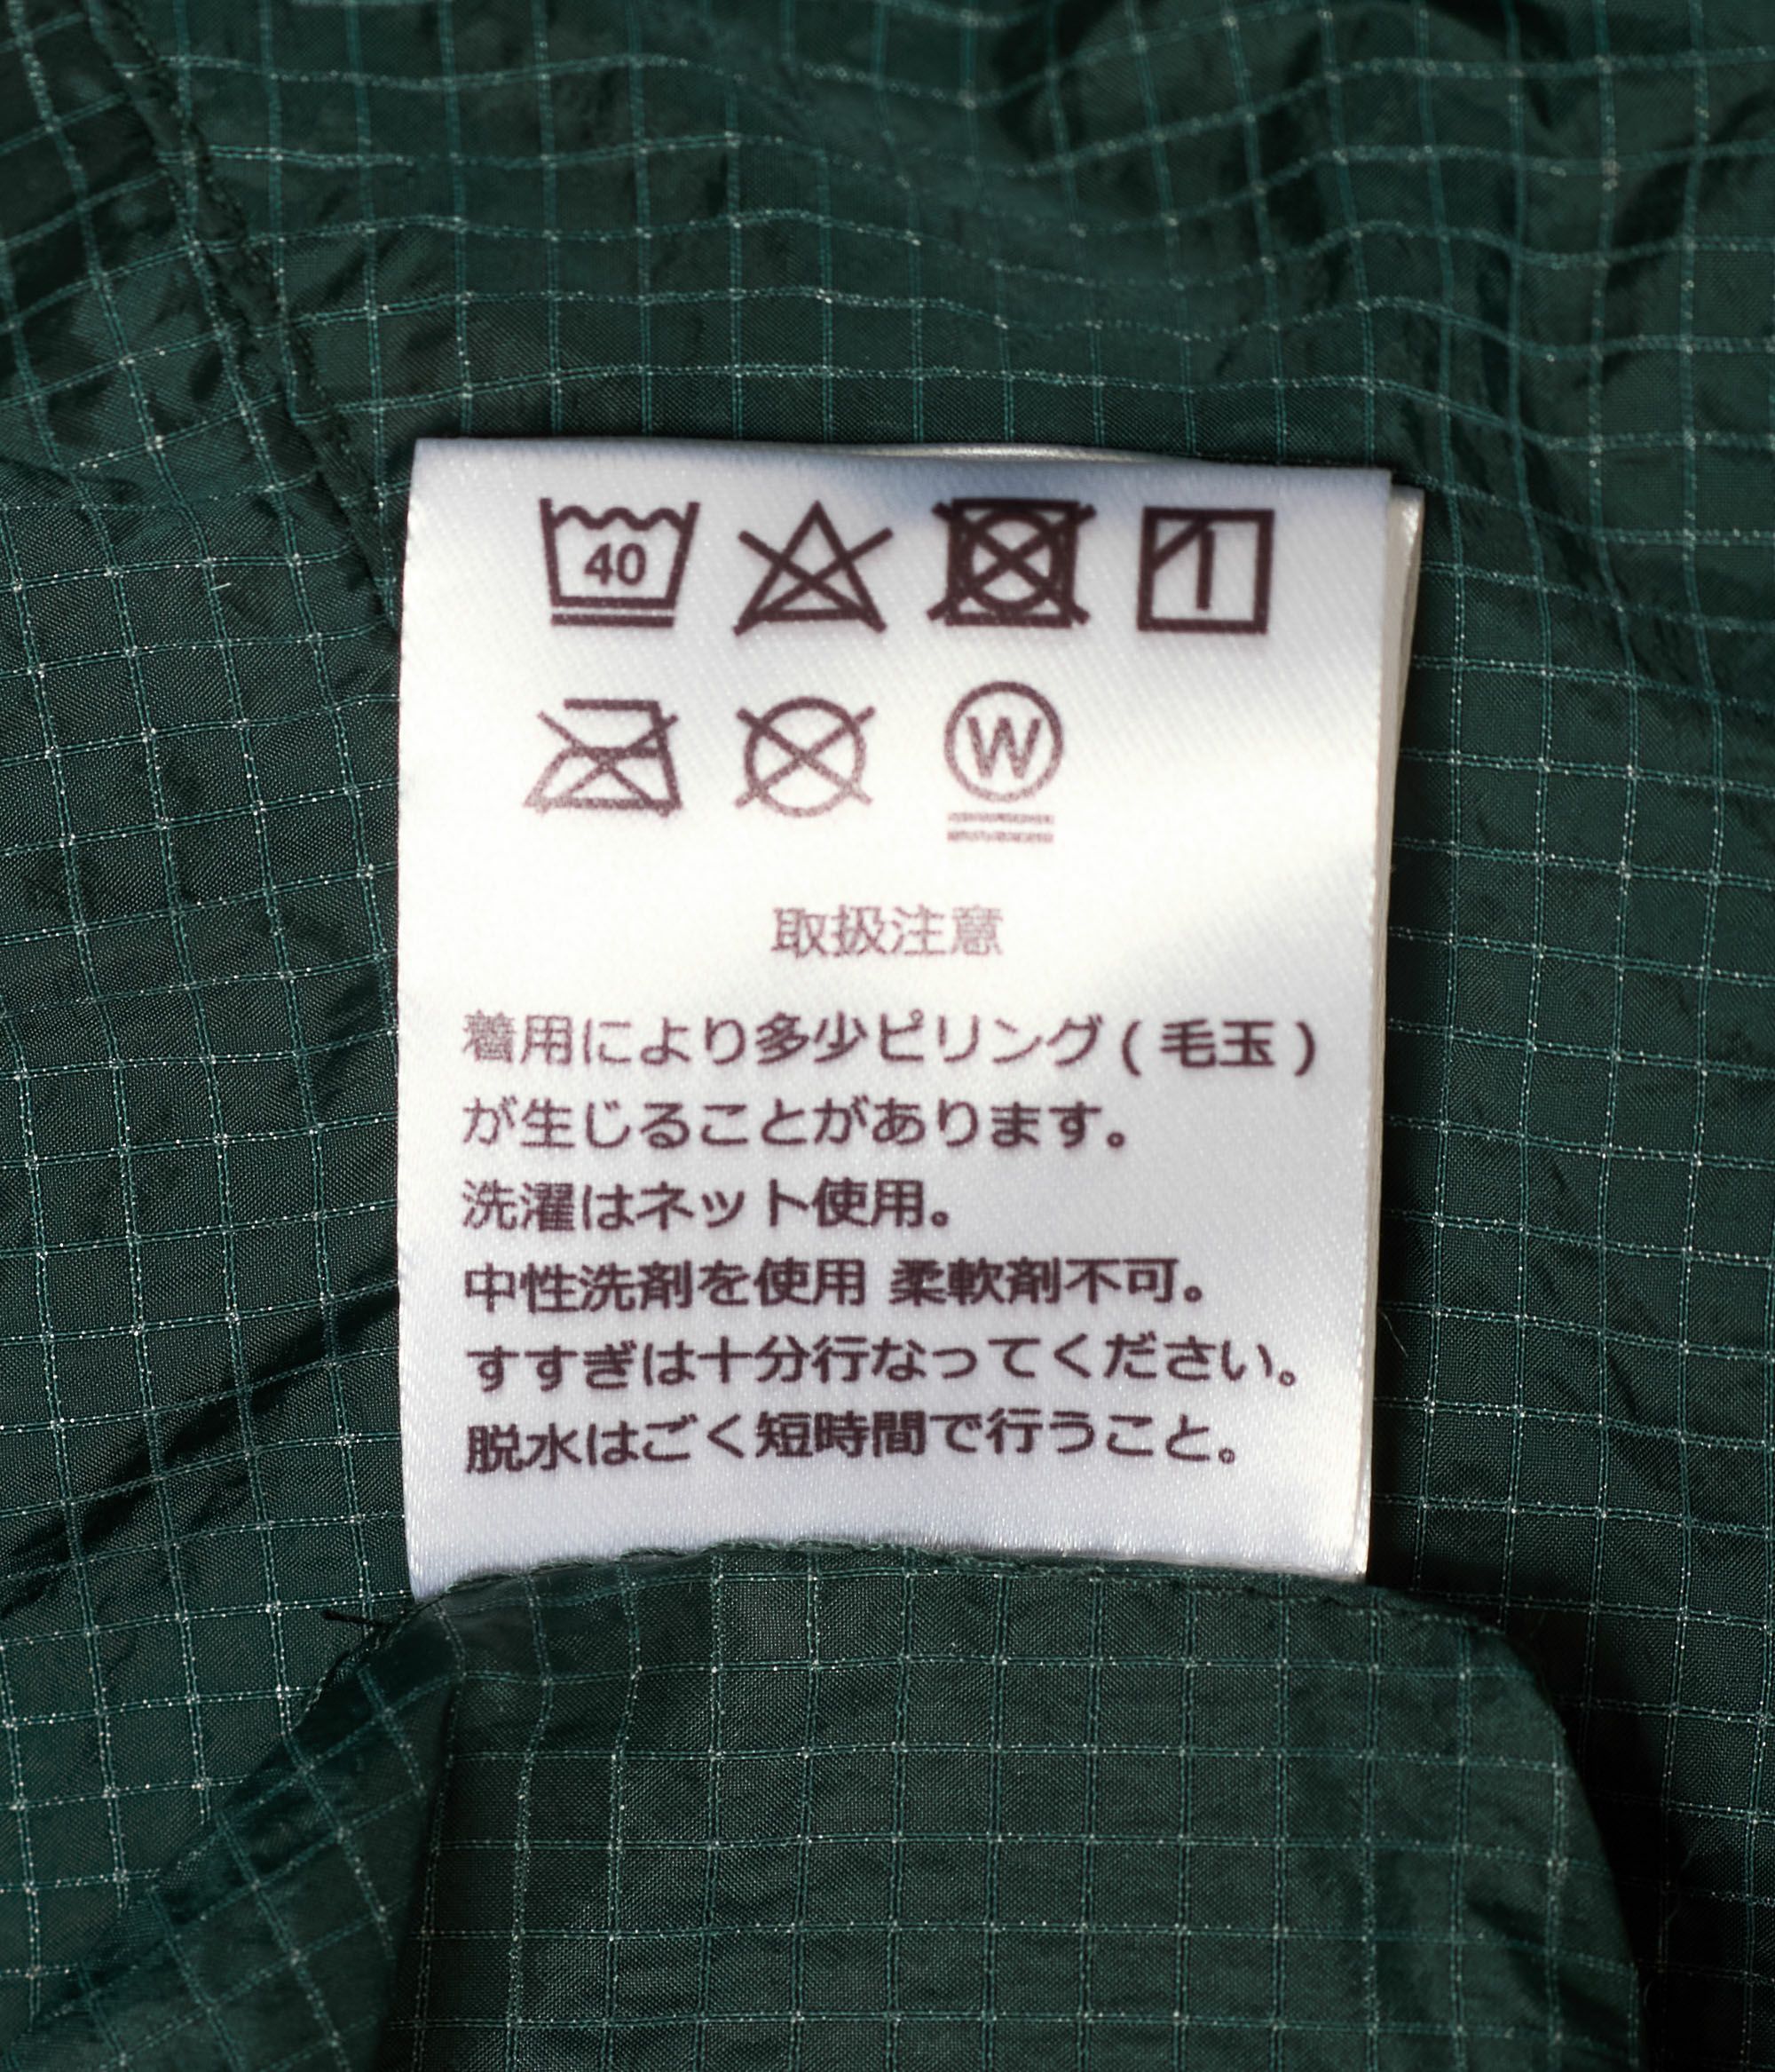 40
W
取扱注意
着用により多少ピリング(毛玉)
が生じることがあります。
洗濯はネット使用。
中性洗剤を使用 柔軟剤不可。
すすぎは十分行なってください。
脱水はごく短時間で行うこと。